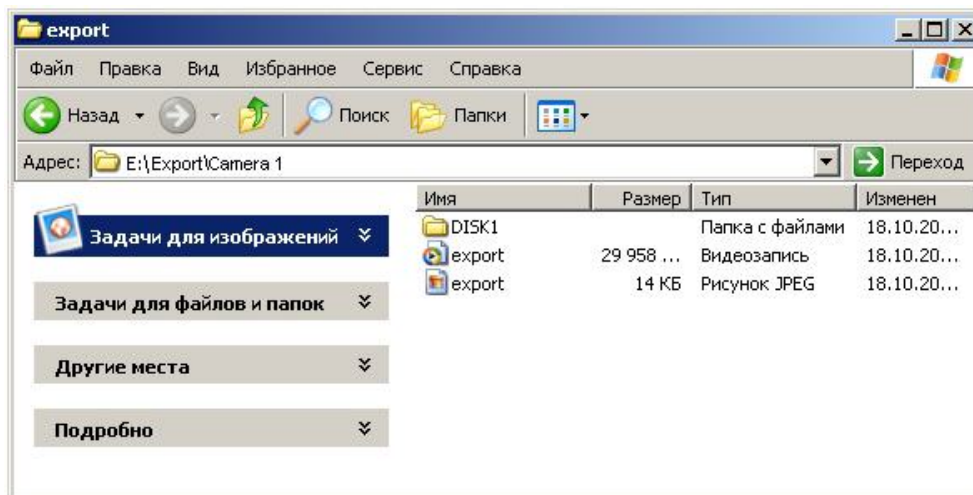 export
Файл Правка Вид Избранное Сервис Справка
Назад Поиск Папки
Адрес: E:\Export\Camera 1 Переход
Имя Размер Тип Изменен
DISK1 Папка с файлами 18.10.20...
export 29 958 ... Видеозапись 18.10.20...
export 14 КБ Рисунок JPEG 18.10.20...
Задачи для изображений
Задачи для файлов и папок
Другие места
Подробно